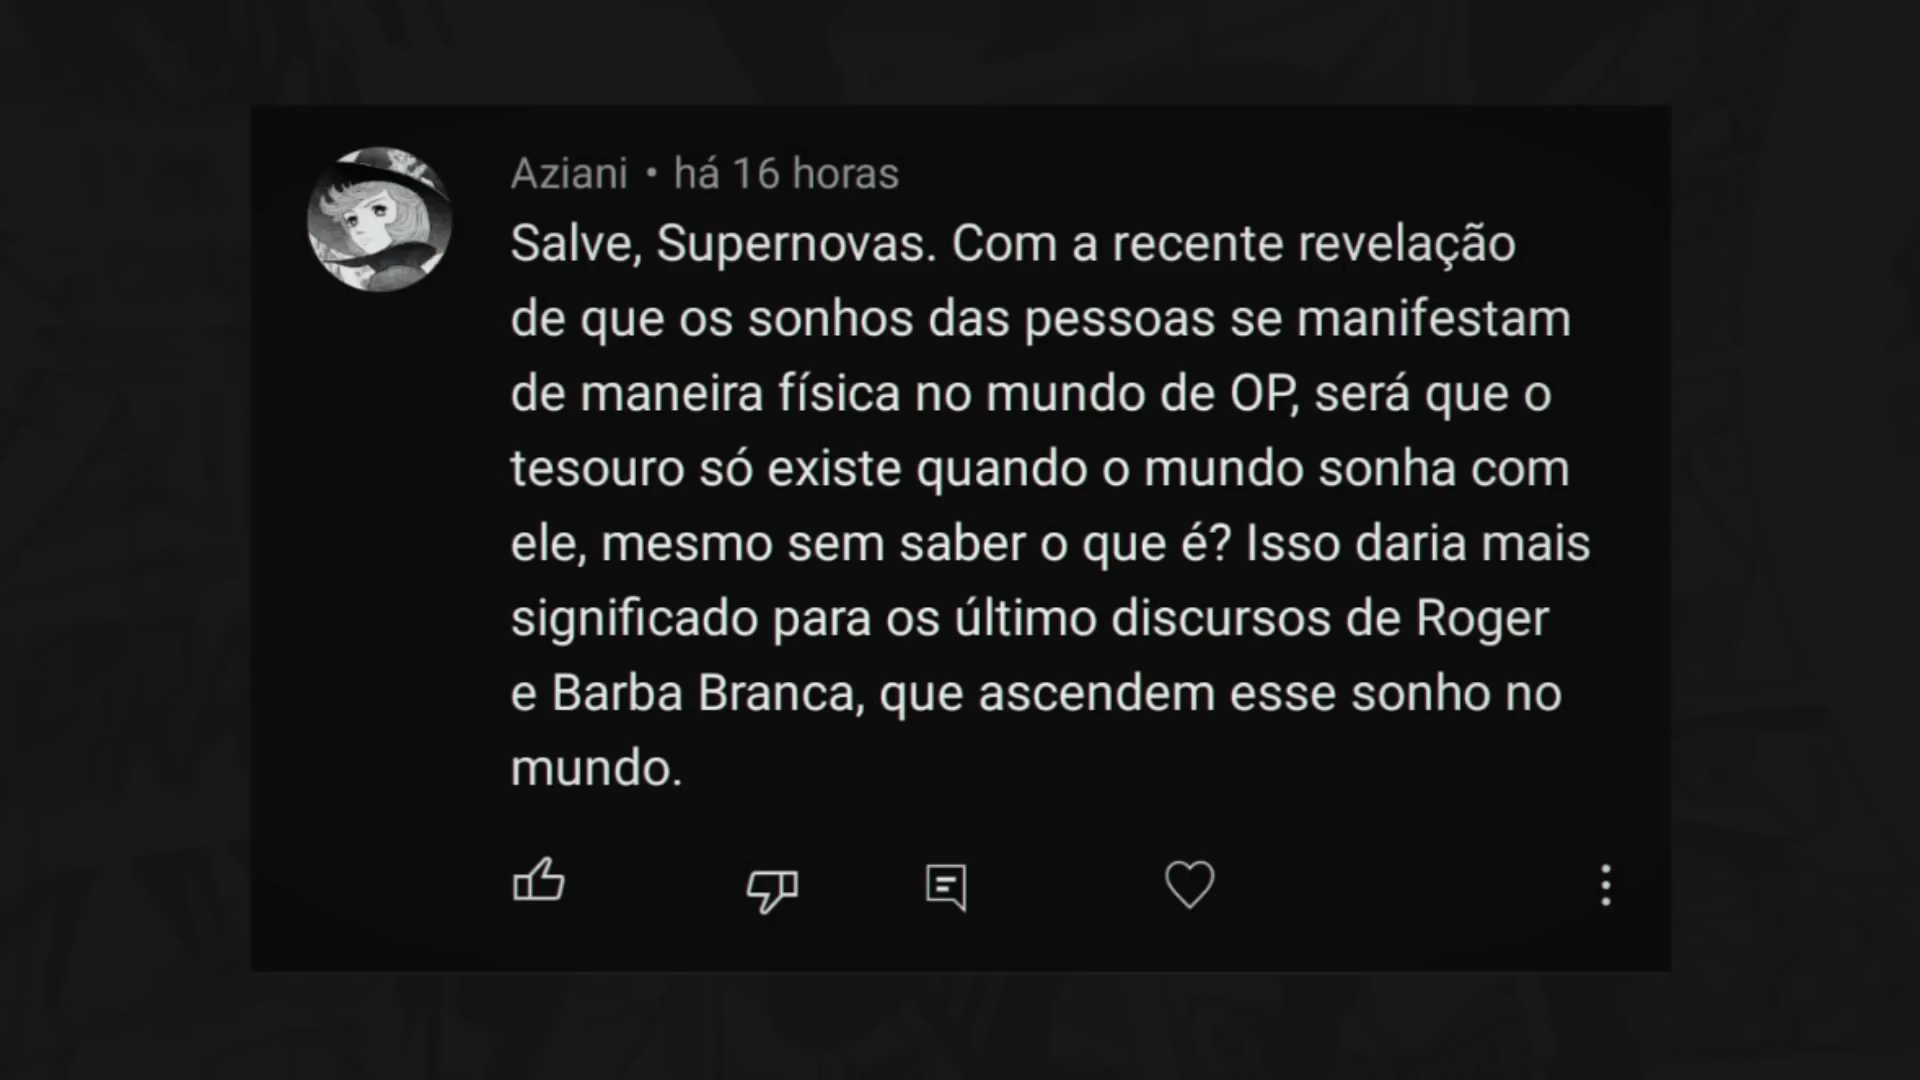 Aziani • há 16 horas
Salve, Supernovas. Com a recente revelação
de que os sonhos das pessoas se manifestam
de maneira física no mundo de OP, será que o
tesouro só existe quando o mundo sonha com
ele, mesmo sem saber o que é? Isso daria mais
significado para os último discursos de Roger
e Barba Branca, que ascendem esse sonho no
mundo.